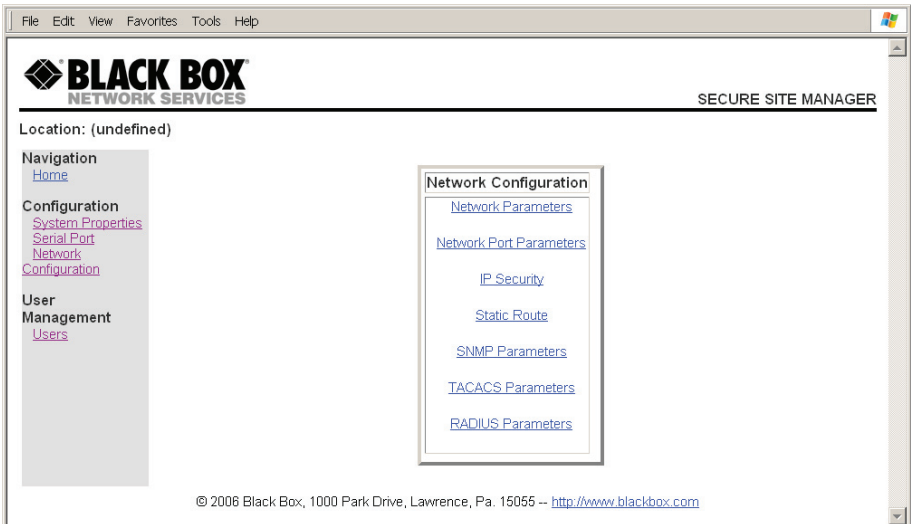 File Edit View Favorites Tools Help
BLACK BOX
NETWORK SERVICES
SECURE SITE MANAGER
Location: (undefined)
Navigation
Home
Configuration
System Properties
Serial Port
Network
Configuration
User
Management
Users
Network Configuration
Network Parameters
Network Port Parameters
IP Security
Static Route
SNMP Parameters
TACACS Parameters
RADIUS Parameters
© 2006 Black Box, 1000 Park Drive, Lawrence, Pa. 15055 -- http://www.blackbox.com